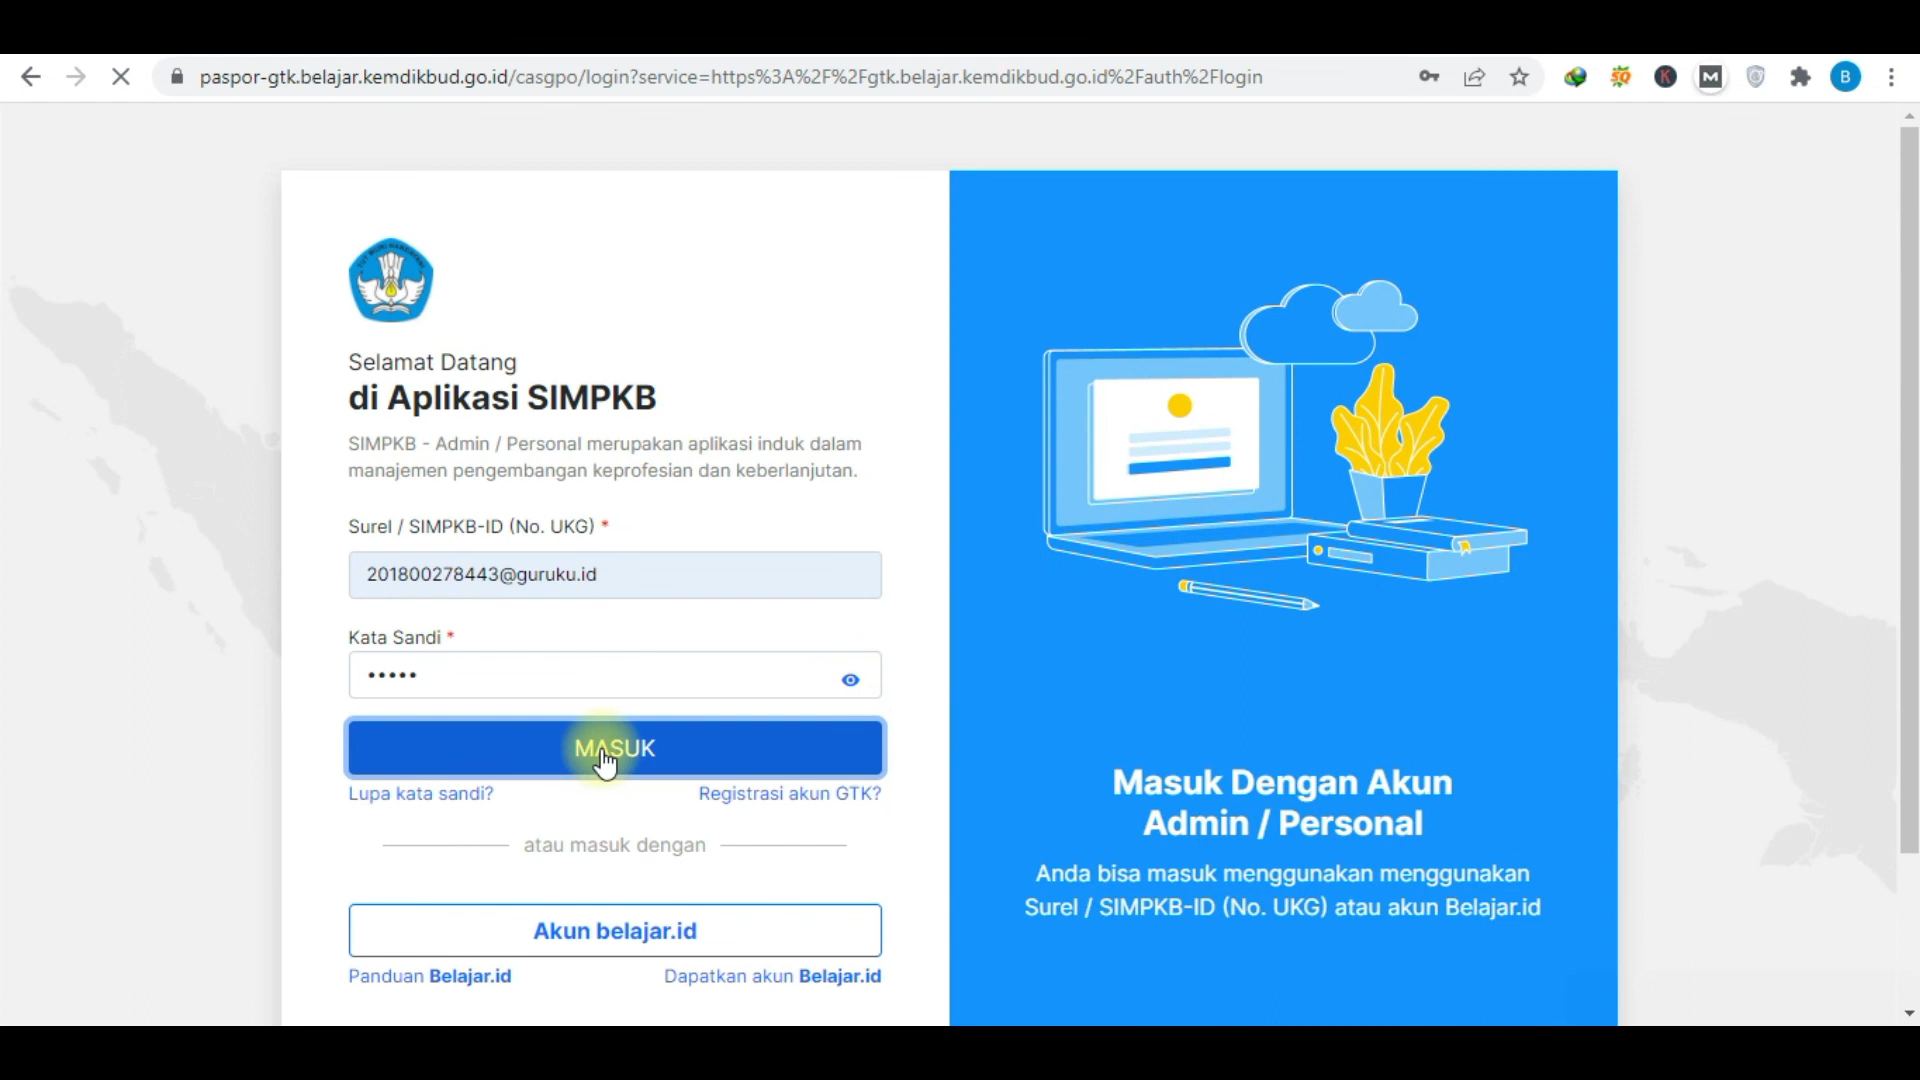 paspor-gtk.belajar.kemdikbud.go.id/casgpo/login?service=https%3A%2F%2Fgtk.belajar.kemdikbud.go.id%2Fauth%2Flogin
SQ
K
M
B
TUT WURI HANDAYANI
Selamat Datang
di Aplikasi SIMPKB
SIMPKB - Admin / Personal merupakan aplikasi induk dalam
manajemen pengembangan keprofesian dan keberlanjutan.
Surel / SIMPKB-ID (No. UKG) *
201800278443@guruku.id
Kata Sandi *
•••••
MASUK
Lupa kata sandi?
Registrasi akun GTK?
atau masuk dengan
Akun belajar.id
Panduan Belajar.id
Dapatkan akun Belajar.id
Masuk Dengan Akun
Admin / Personal
Anda bisa masuk menggunakan menggunakan
Surel / SIMPKB-ID (No. UKG) atau akun Belajar.id